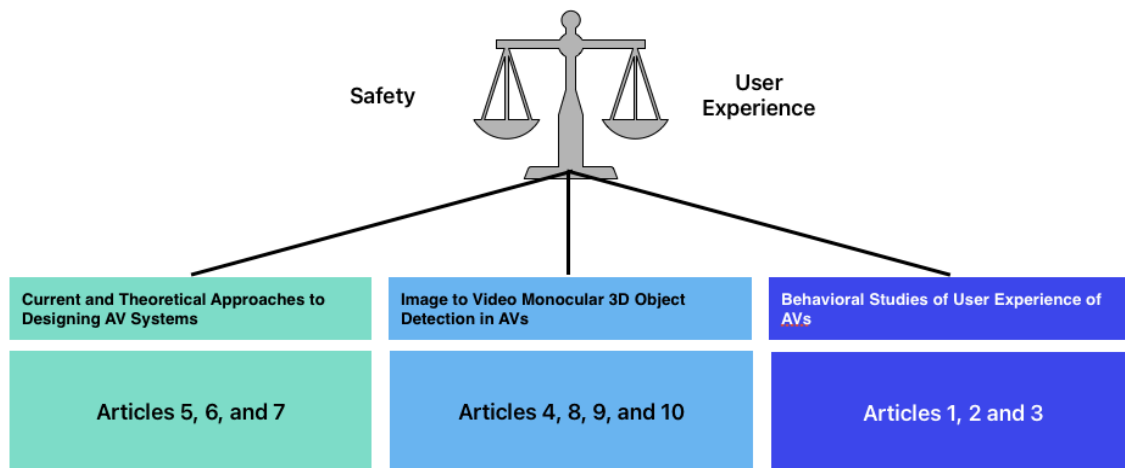 Safety
User
Experience
Current and Theoretical Approaches to
Designing AV Systems
Image to Video Monocular 3D Object
Detection in AVs
Behavioral Studies of User Experience of
AVs
Articles 5, 6, and 7
Articles 4, 8, 9, and 10
Articles 1, 2 and 3